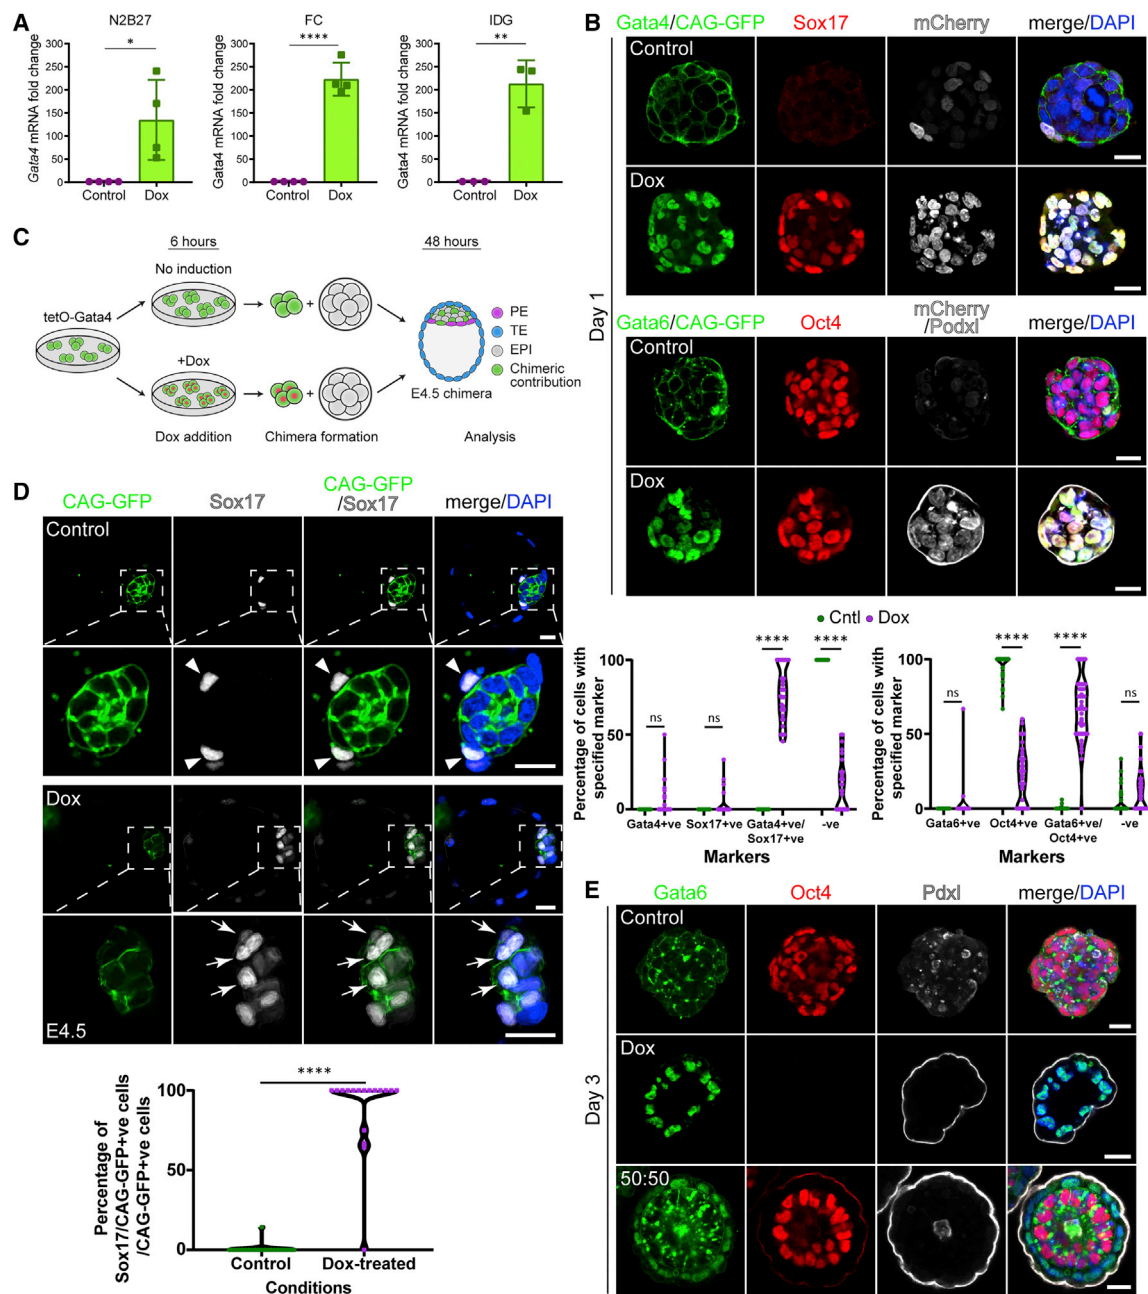 A
N2B27
FC
IDG
Gata4 mRNA fold change
300
250
200
150
100
50
0
*
Control
Dox
Gata4 mRNA fold change
300
250
200
150
100
50
0
****
Control
Dox
Gata4 mRNA fold change
300
250
200
150
100
50
0
**
Control
Dox
B
Gata4/CAG-GFP
Sox17
mCherry
merge/DAPI
Control
Dox
Day 1
Gata6/CAG-GFP
Oct4
mCherry
/Podxl
merge/DAPI
Control
Dox
Cntl
Dox
Percentage of cells with
specified marker
100
50
0
ns
ns
****
****
Gata4+ve
Sox17+ve
Gata4+ve/
Sox17+ve
-ve
Markers
Percentage of cells with
specified marker
100
50
0
ns
****
****
ns
Gata6+ve
Oct4+ve
Gata6+ve/
Oct4+ve
-ve
Markers
C
6 hours
48 hours
No induction
tetO-Gata4
+
+Dox
+
PE
TE
EPI
Chimeric
contribution
E4.5 chimera
Dox addition
Chimera formation
Analysis
D
CAG-GFP
Sox17
CAG-GFP
/Sox17
merge/DAPI
Control
Dox
E4.5
Percentage of
Sox17/CAG-GFP+ve cells
/CAG-GFP+ve cells
100
50
0
****
Control
Dox-treated
Conditions
E
Gata6
Oct4
Pdxl
merge/DAPI
Control
Dox
Day 3
50:50